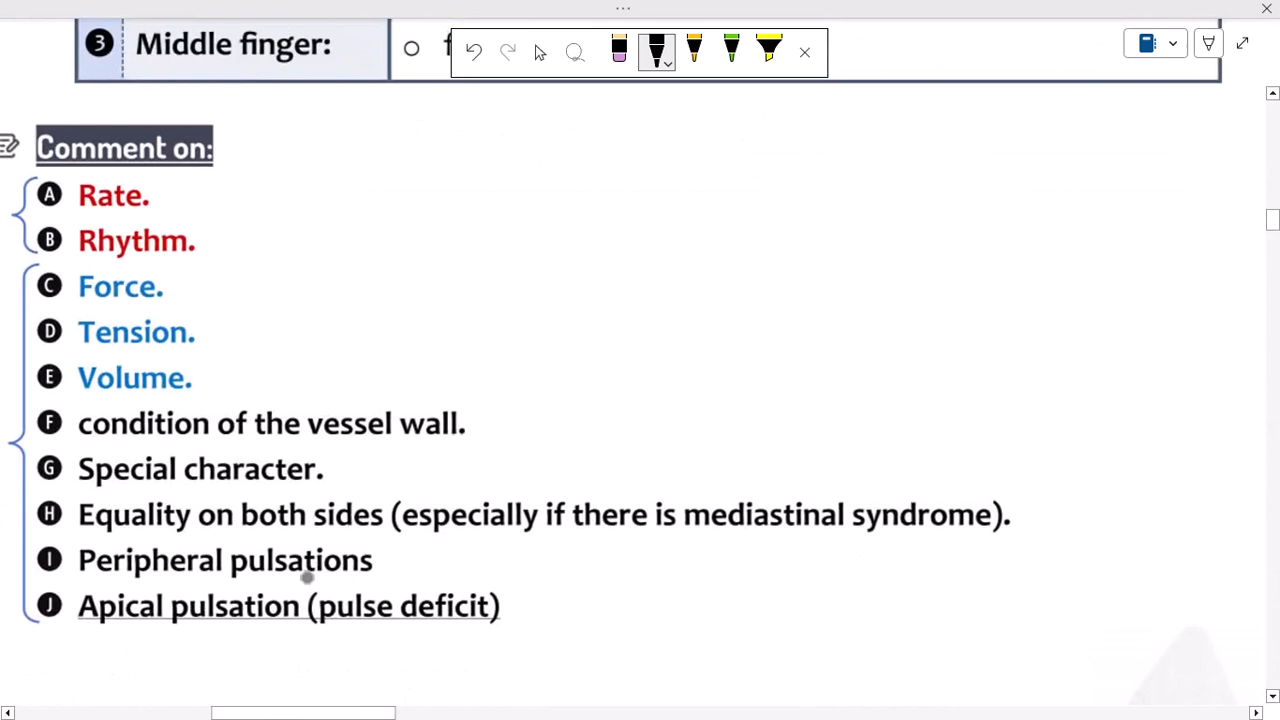 3 Middle finger:
Comment on:
A Rate.
B Rhythm.
C Force.
D Tension.
E Volume.
F condition of the vessel wall.
G Special character.
H Equality on both sides (especially if there is mediastinal syndrome).
I Peripheral pulsations
J Apical pulsation (pulse deficit)